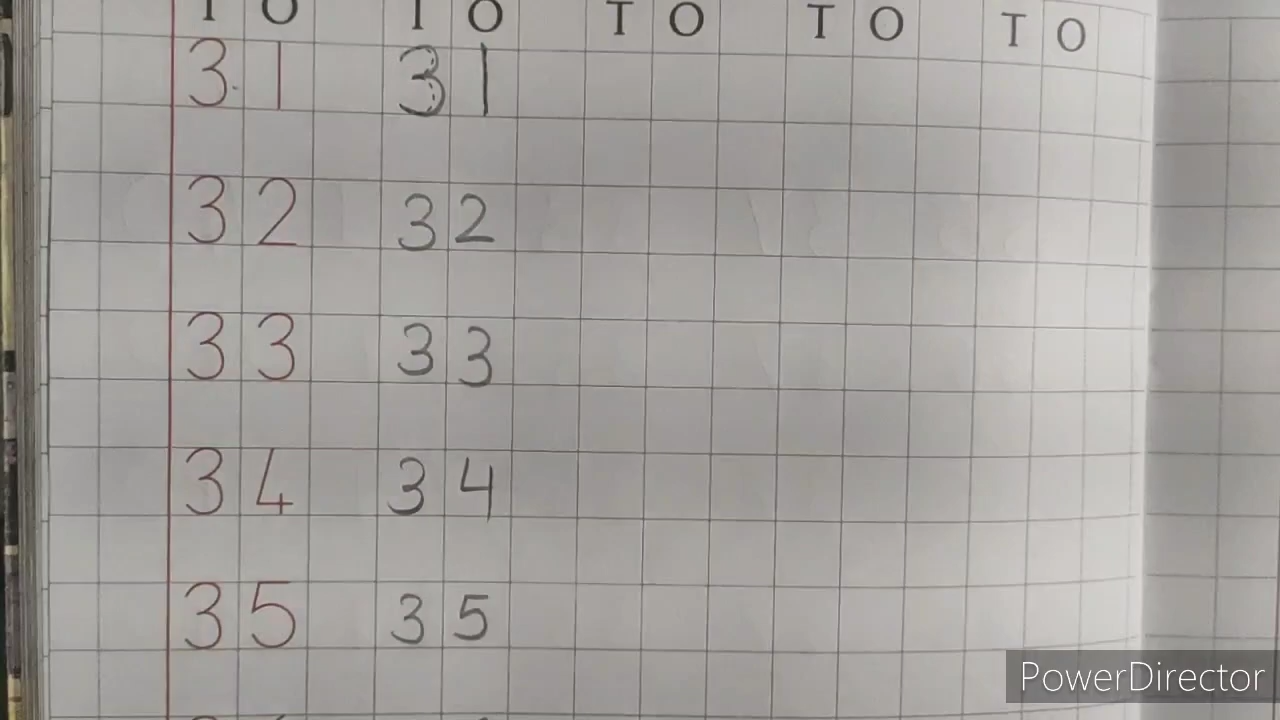 T O T O T O T O T O
31 31
32 32
33 33
34 34
35 35
PowerDirector